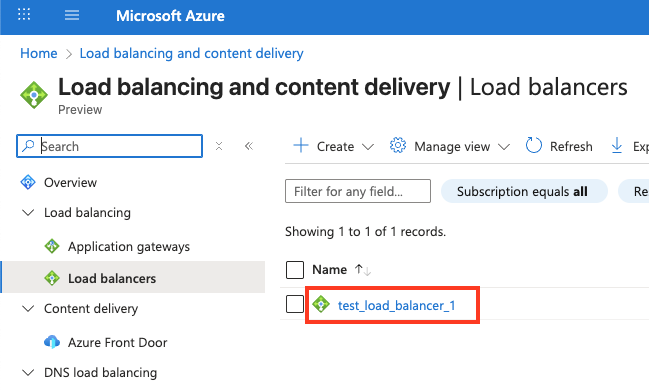 Microsoft Azure
Home > Load balancing and content delivery
Load balancing and content delivery | Load balancers
Preview
Search
Create
Manage view
Refresh
Overview
Load balancing
Application gateways
Load balancers
Content delivery
Azure Front Door
DNS load balancing
Filter for any field...
Subscription equals all
Showing 1 to 1 of 1 records.
Name
test_load_balancer_1